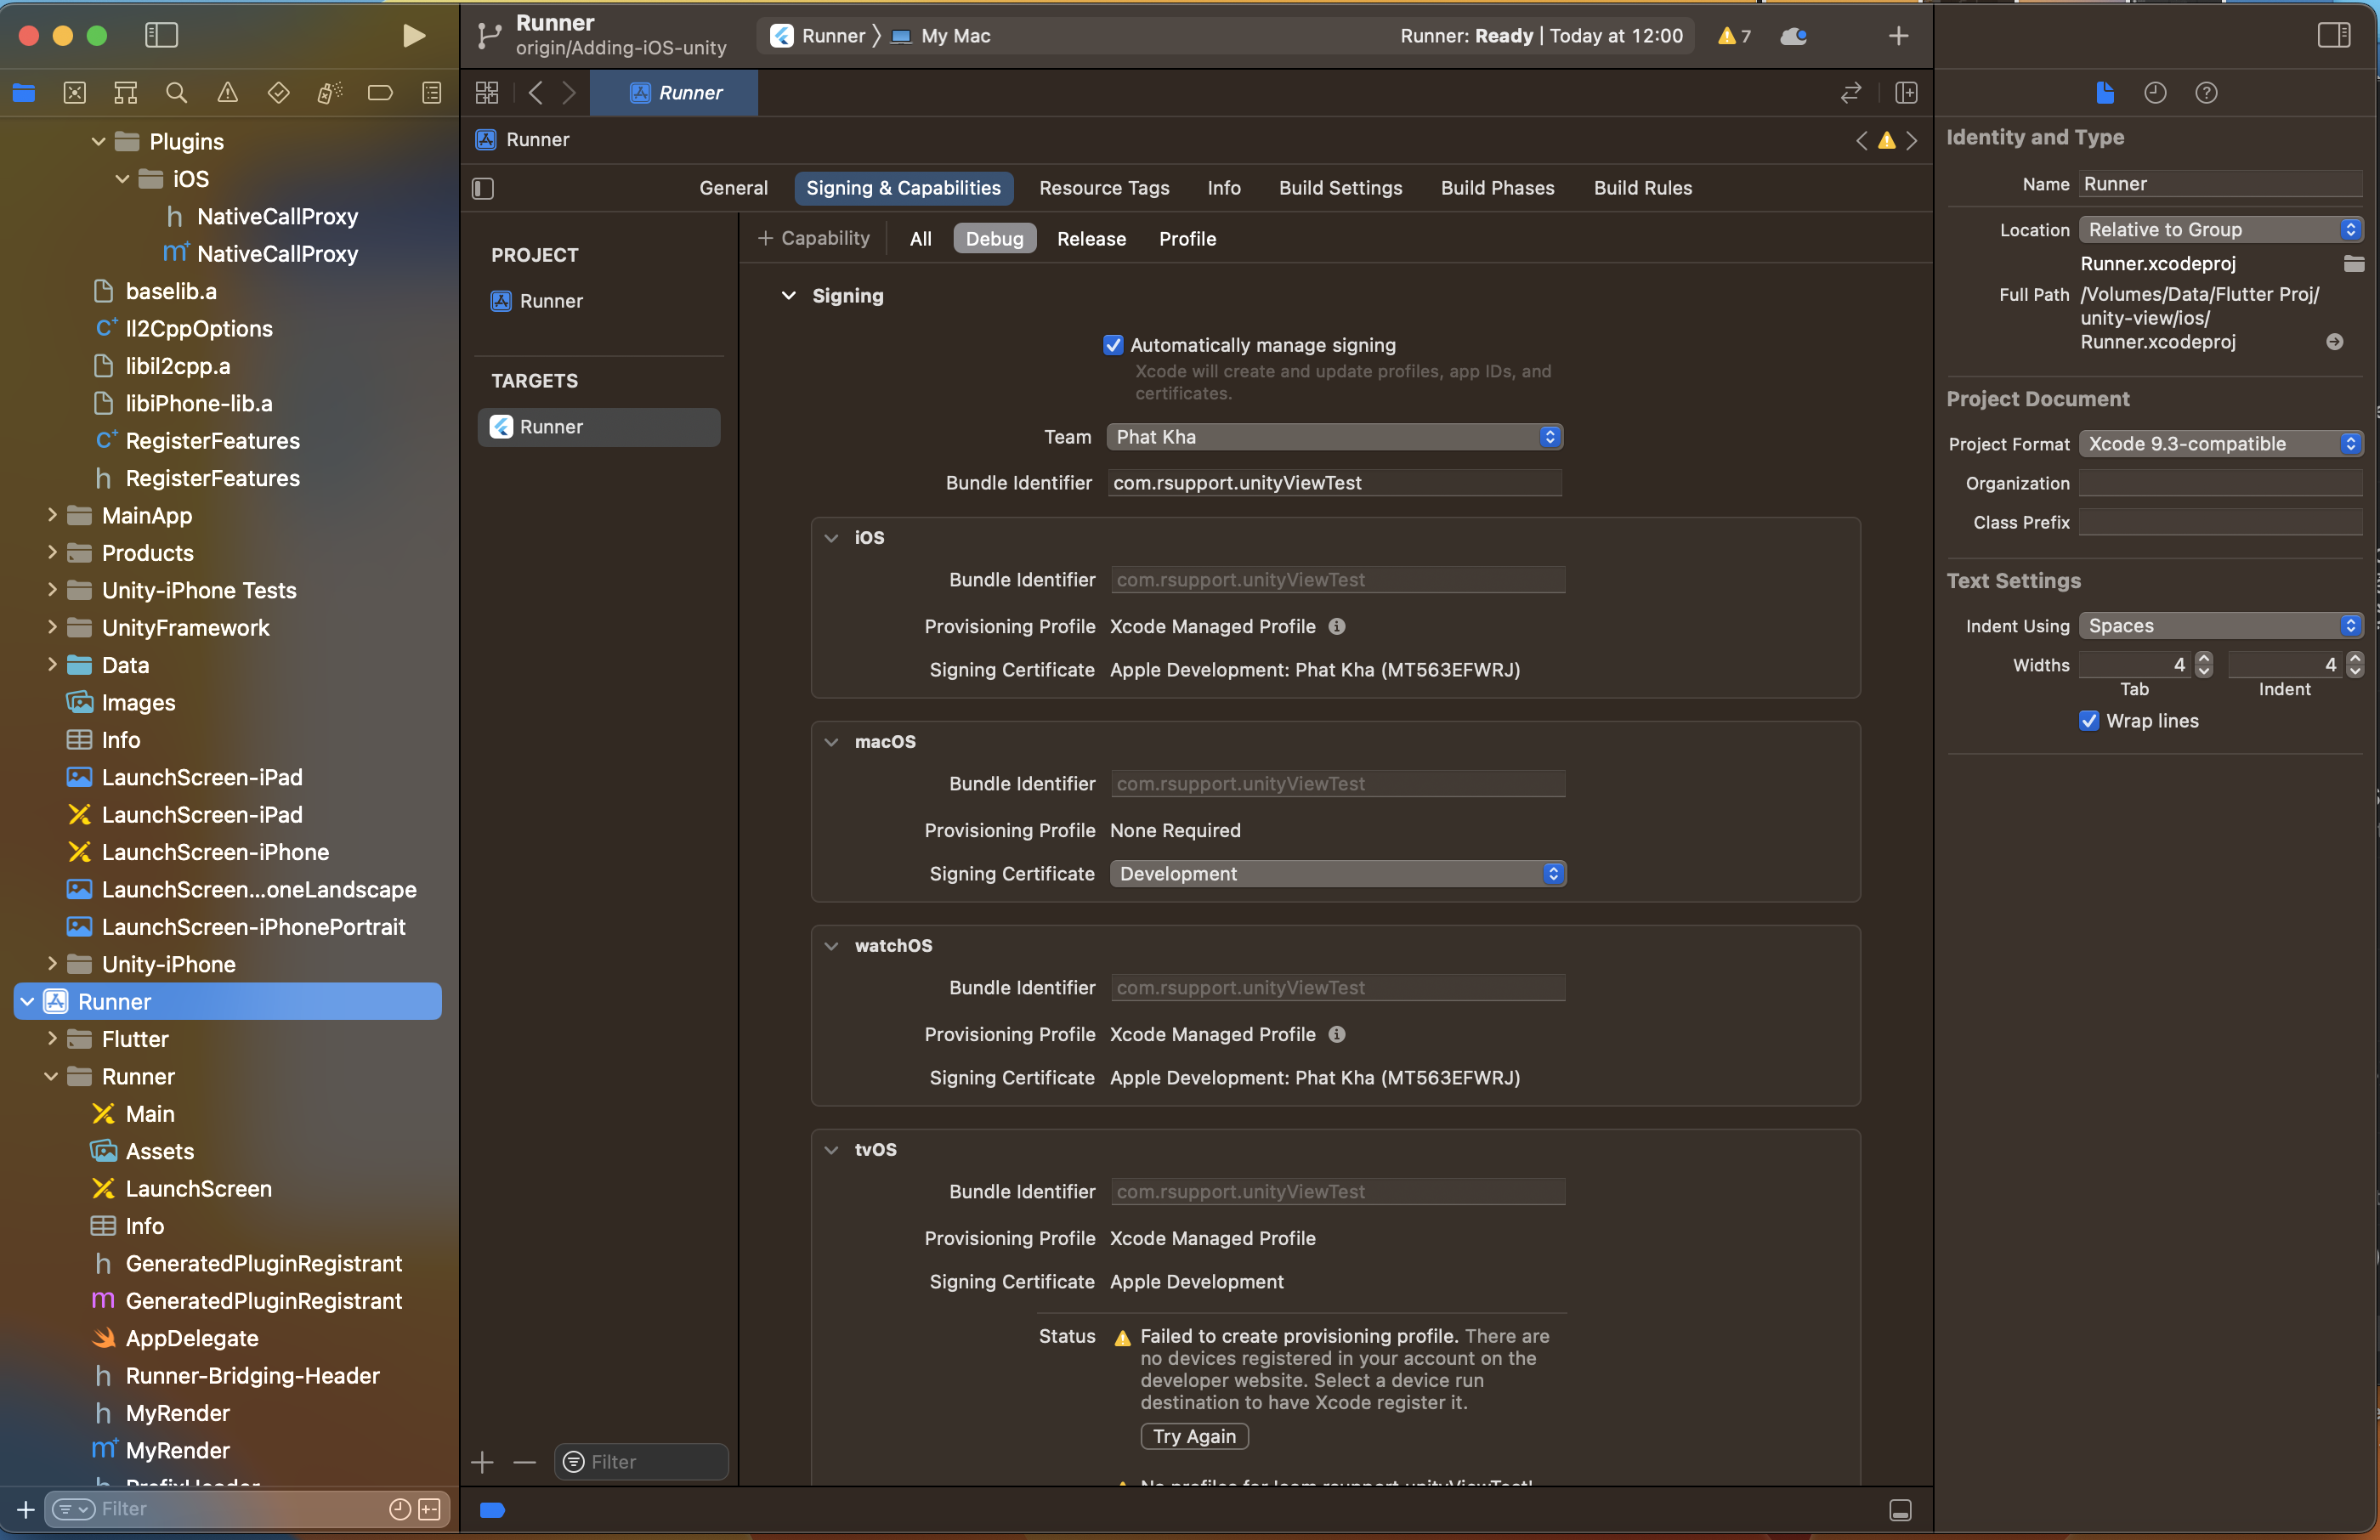 Runner
origin/Adding-iOS-unity
Runner
My Mac
Runner: Ready | Today at 12:00
7
Runner
Runner
General
Signing & Capabilities
Resource Tags
Info
Build Settings
Build Phases
Build Rules
Plugins
iOS
h NativeCallProxy
m+ NativeCallProxy
baselib.a
C+ Il2CppOptions
libil2cpp.a
libiPhone-lib.a
C+ RegisterFeatures
h RegisterFeatures
MainApp
Products
Unity-iPhone Tests
UnityFramework
Data
Images
Info
LaunchScreen-iPad
LaunchScreen-iPad
LaunchScreen-iPhone
LaunchScreen...oneLandscape
LaunchScreen-iPhonePortrait
Unity-iPhone
Runner
Flutter
Runner
Main
Assets
LaunchScreen
Info
h GeneratedPluginRegistrant
m GeneratedPluginRegistrant
AppDelegate
h Runner-Bridging-Header
h MyRender
m+ MyRender
h PrefixHeader
Filter
PROJECT
Runner
TARGETS
Runner
Filter
+ Capability
All
Debug
Release
Profile
Signing
Automatically manage signing
Xcode will create and update profiles, app IDs, and
certificates.
Team Phat Kha
Bundle Identifier com.rsupport.unityViewTest
iOS
Bundle Identifier com.rsupport.unityViewTest
Provisioning Profile Xcode Managed Profile
Signing Certificate Apple Development: Phat Kha (MT563EFWRJ)
macOS
Bundle Identifier com.rsupport.unityViewTest
Provisioning Profile None Required
Signing Certificate Development
watchOS
Bundle Identifier com.rsupport.unityViewTest
Provisioning Profile Xcode Managed Profile
Signing Certificate Apple Development: Phat Kha (MT563EFWRJ)
tvOS
Bundle Identifier com.rsupport.unityViewTest
Provisioning Profile Xcode Managed Profile
Signing Certificate Apple Development
Status Failed to create provisioning profile. There are
no devices registered in your account on the
developer website. Select a device run
destination to have Xcode register it.
Try Again
No profiles for 'com.rsupport.unityViewTest'
Identity and Type
Name Runner
Location Relative to Group
Runner.xcodeproj
Full Path /Volumes/Data/Flutter Proj/
unity-view/ios/
Runner.xcodeproj
Project Document
Project Format Xcode 9.3-compatible
Organization
Class Prefix
Text Settings
Indent Using Spaces
Widths 4 4
Tab Indent
Wrap lines